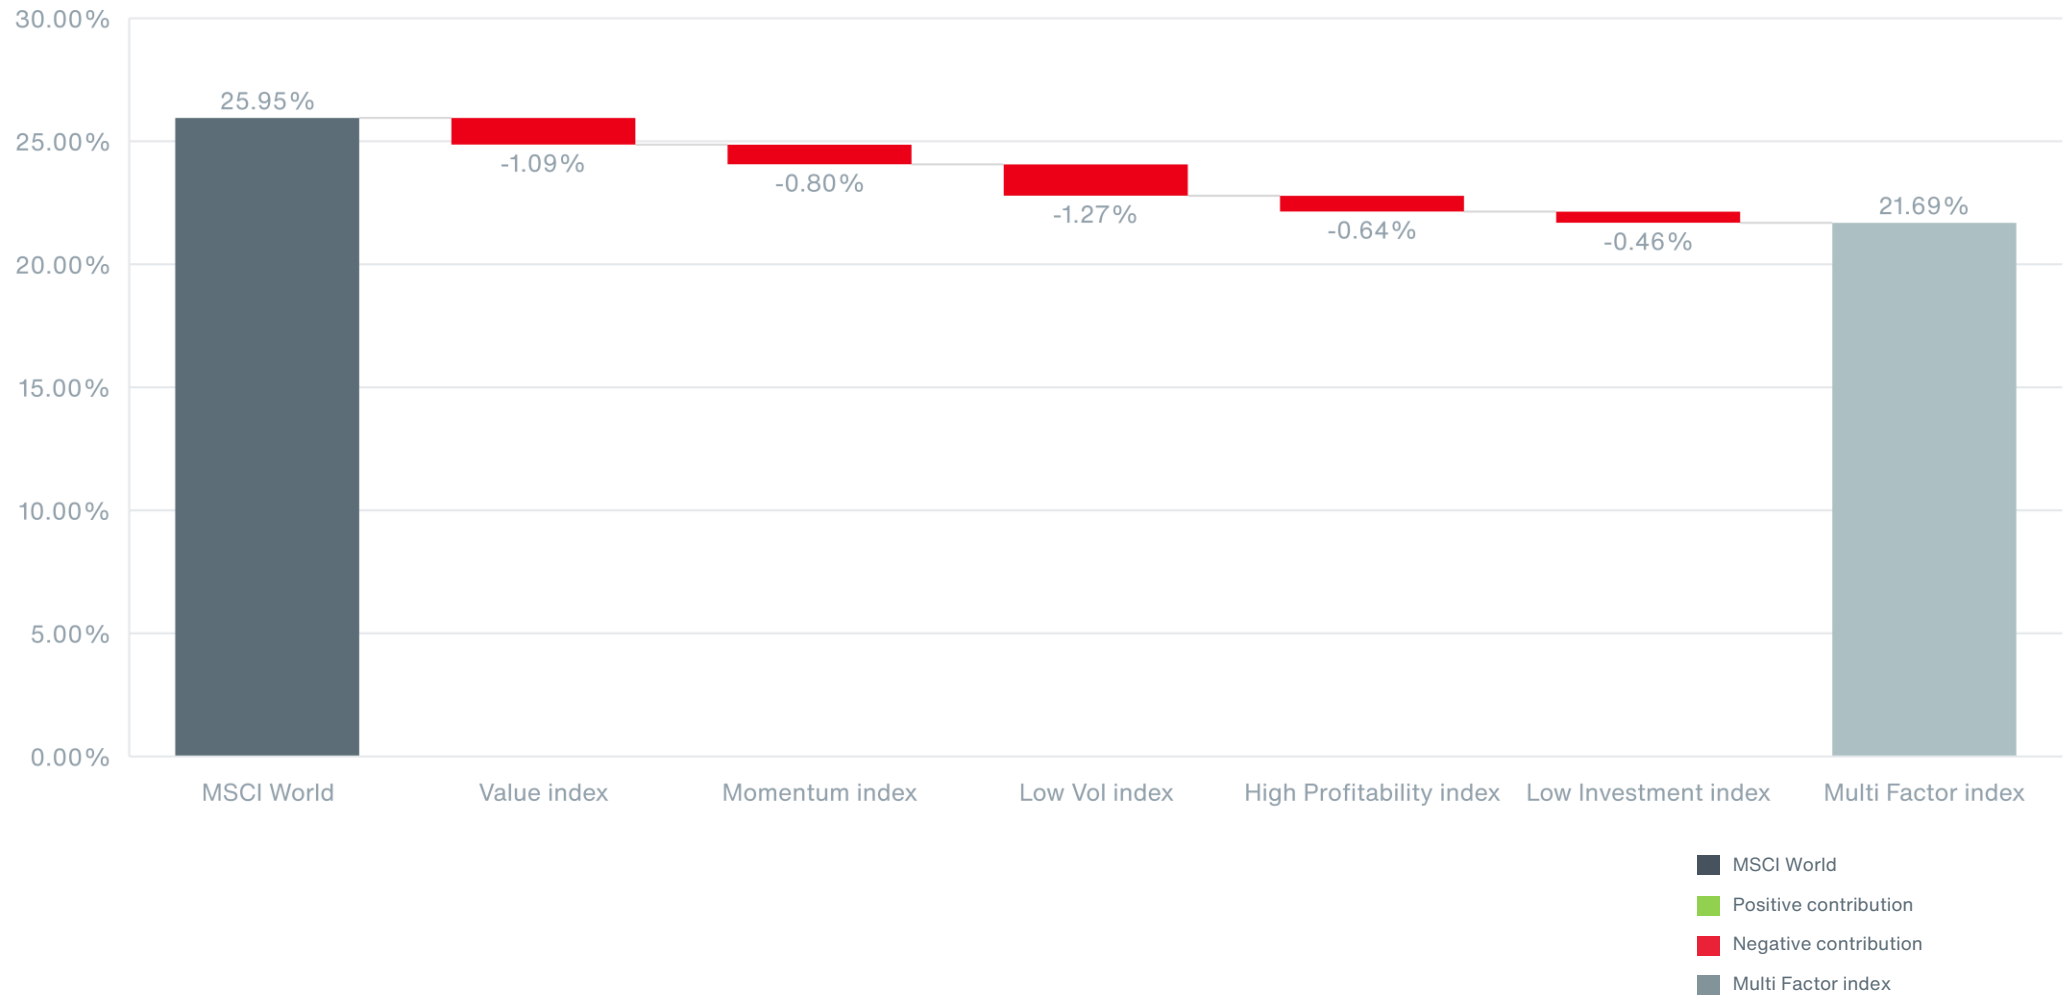 30.00%
25.95%
25.00%
-1.09%
-0.80%
-1.27%
-0.64%
-0.46%
21.69%
20.00%
15.00%
10.00%
5.00%
0.00%
MSCI World
Value index
Momentum index
Low Vol index
High Profitability index
Low Investment index
Multi Factor index
MSCI World
Positive contribution
Negative contribution
Multi Factor index